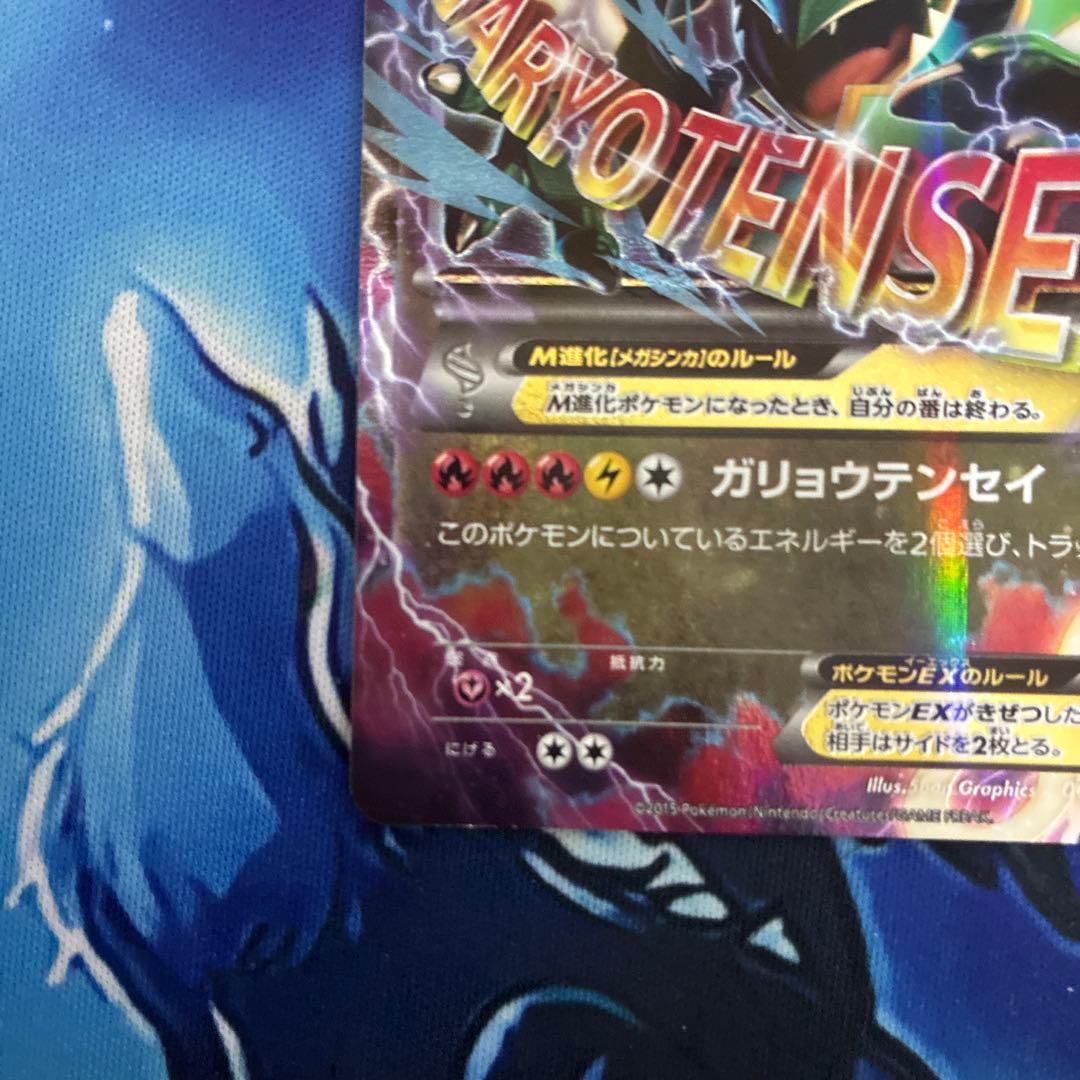 ARYOTENSE
M進化[メガシンカ]のルール
M進化ポケモンになったとき、自分の番は終わる。
ガリョウテンセイ
このポケモンについているエネルギーを2個選び、トラッ
抵抗力
×2
ポケモンEXのルール
ポケモンEXがきぜつした
相手はサイドを2枚とる。
にげる
Illus. Graphics
©2015 Pokémon/Nintendo/Creatures/GAME FREAK.